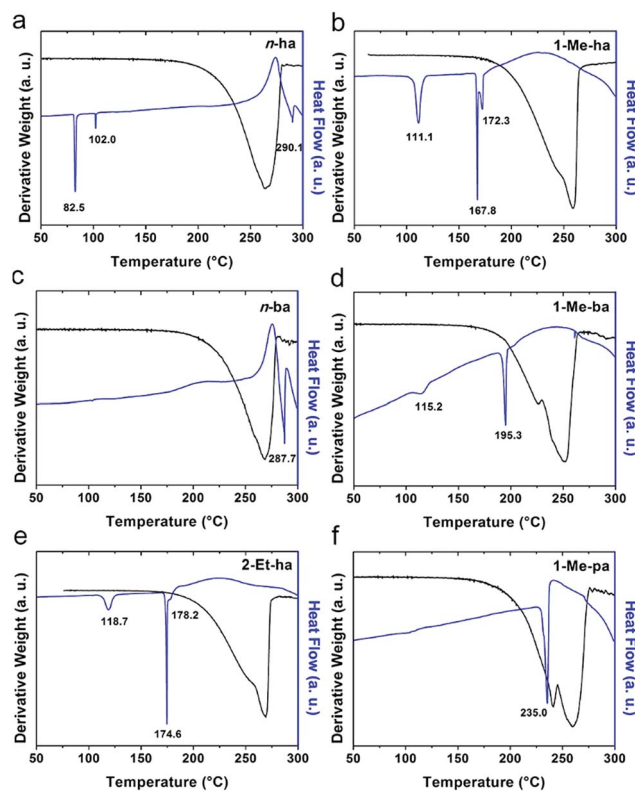 a
b
n-ha
1-Me-ha
Derivative Weight (a. u.)
Heat Flow (a. u.)
Derivative Weight (a. u.)
Heat Flow (a. u.)
82.5
102.0
290.1
111.1
167.8
172.3
50 100 150 200 250 300
50 100 150 200 250 300
Temperature (°C)
Temperature (°C)
c
d
n-ba
1-Me-ba
Derivative Weight (a. u.)
Heat Flow (a. u.)
Derivative Weight (a. u.)
Heat Flow (a. u.)
287.7
115.2
195.3
50 100 150 200 250 300
50 100 150 200 250 300
Temperature (°C)
Temperature (°C)
e
f
2-Et-ha
1-Me-pa
Derivative Weight (a. u.)
Heat Flow (a. u.)
Derivative Weight (a. u.)
Heat Flow (a. u.)
118.7
178.2
174.6
235.0
50 100 150 200 250 300
50 100 150 200 250 300
Temperature (°C)
Temperature (°C)